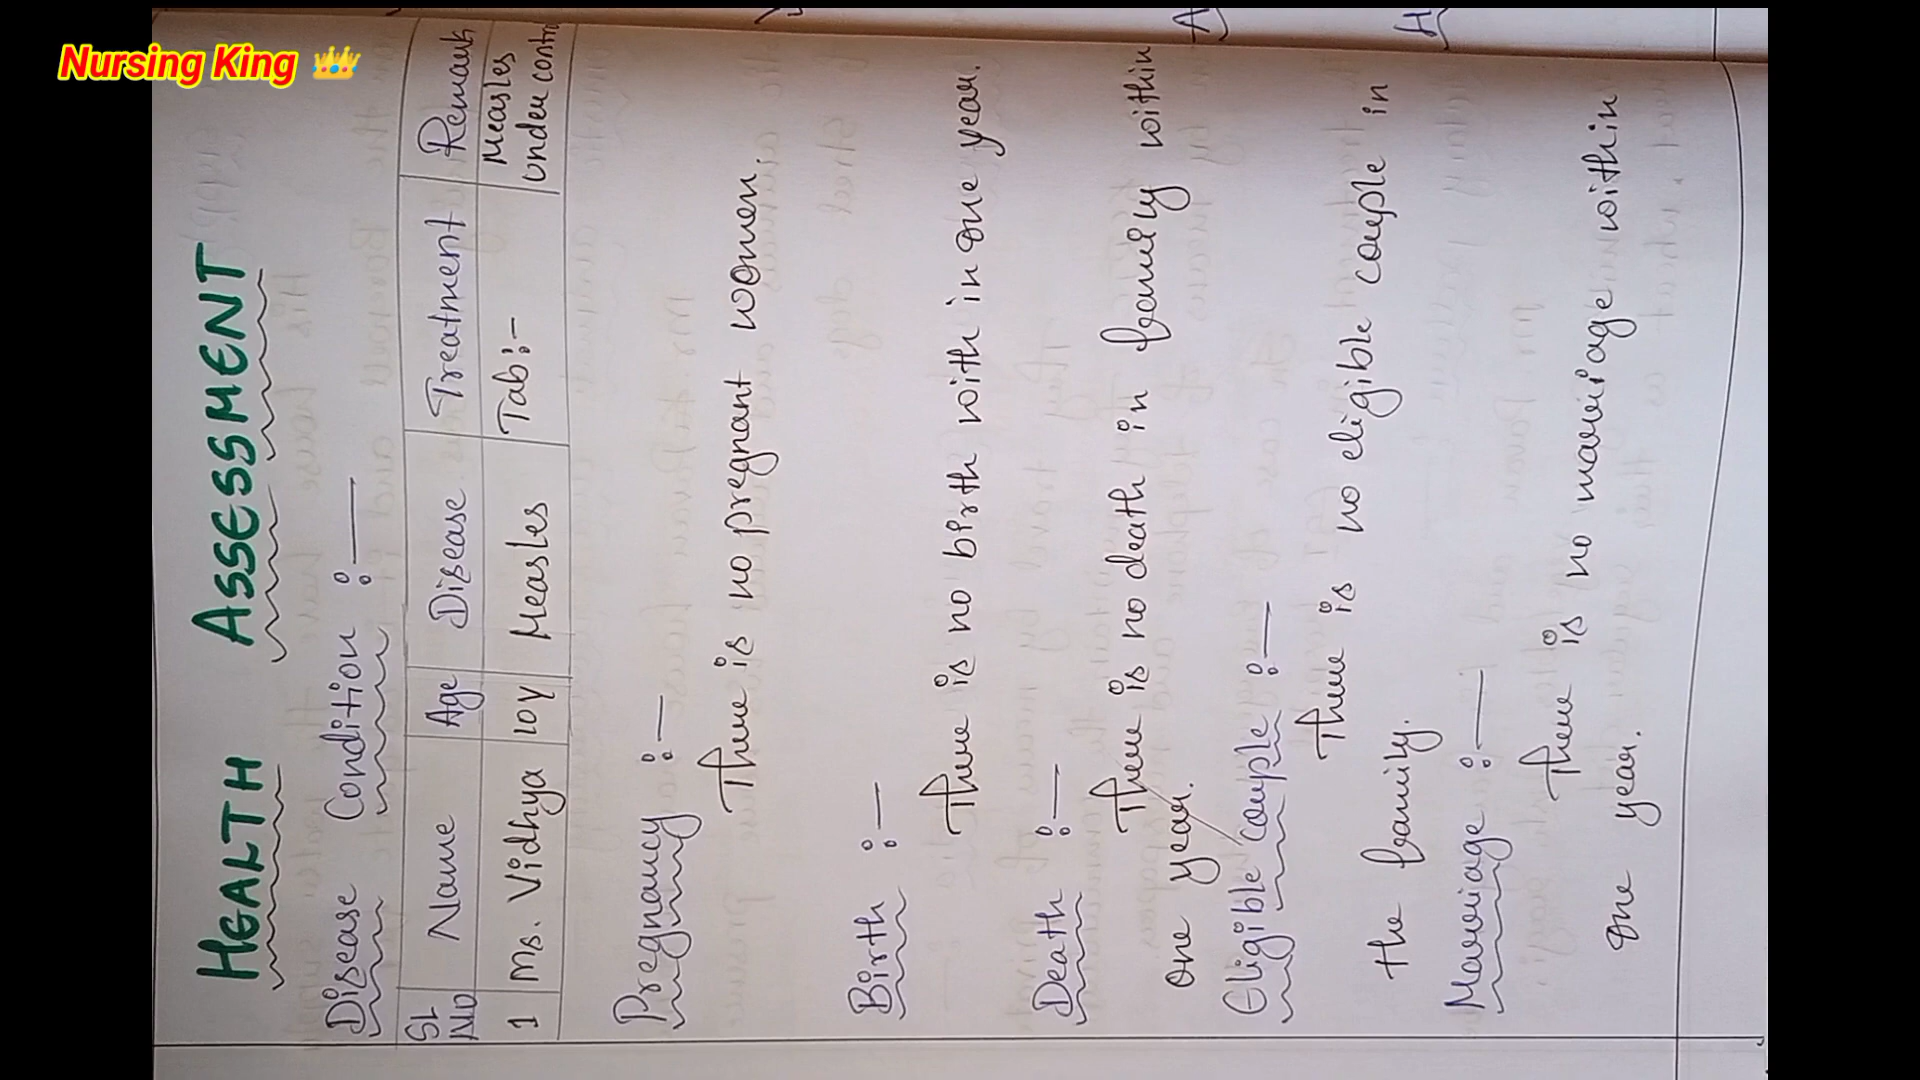 Nursing King 👑
HEALTH ASSESSMENT
Disease Condition :-
SL No Name Age Disease Treatment Remark
1 Ms. Vidhya 10y Measles Tab:- Measles
under contr
Pregnancy :-
There is no pregnant women.
Birth :-
There is no birth with in one year.
Death :-
There is no death in family within
one year.
Eligible couple :-
There is no eligible couple in
the family.
Marriage :-
There is no marriage within
one year.